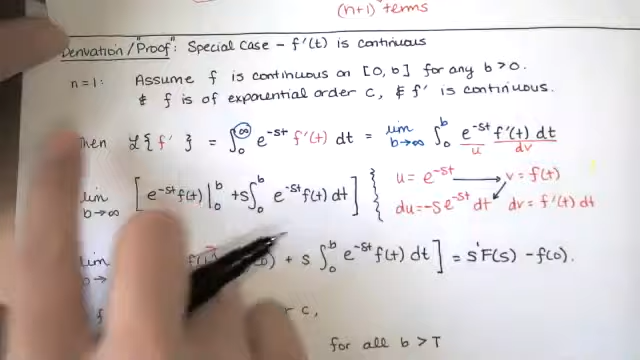 (n+1) terms
Derivation/"Proof": Special Case - f'(t) is continuous
n=1: Assume f is continuous on [0, b] for any b>0.
& f is of exponential order c, & f' is continuous.
Then ℒ{f'} = ∫₀^∞ e^{-st} f'(t) dt = lim_{b→∞} ∫₀^b e^{-st} f'(t) dt
u dv
lim_{b→∞} [e^{-st}f(t)|₀^b + s∫₀^b e^{-st}f(t)dt]
u = e^{-st} v = f(t)
du = -se^{-st} dt dv = f'(t) dt
lim_{b→∞} + s ∫₀^b e^{-st} f(t) dt] = s'F(s) - f(0).
f c,
for all b > T